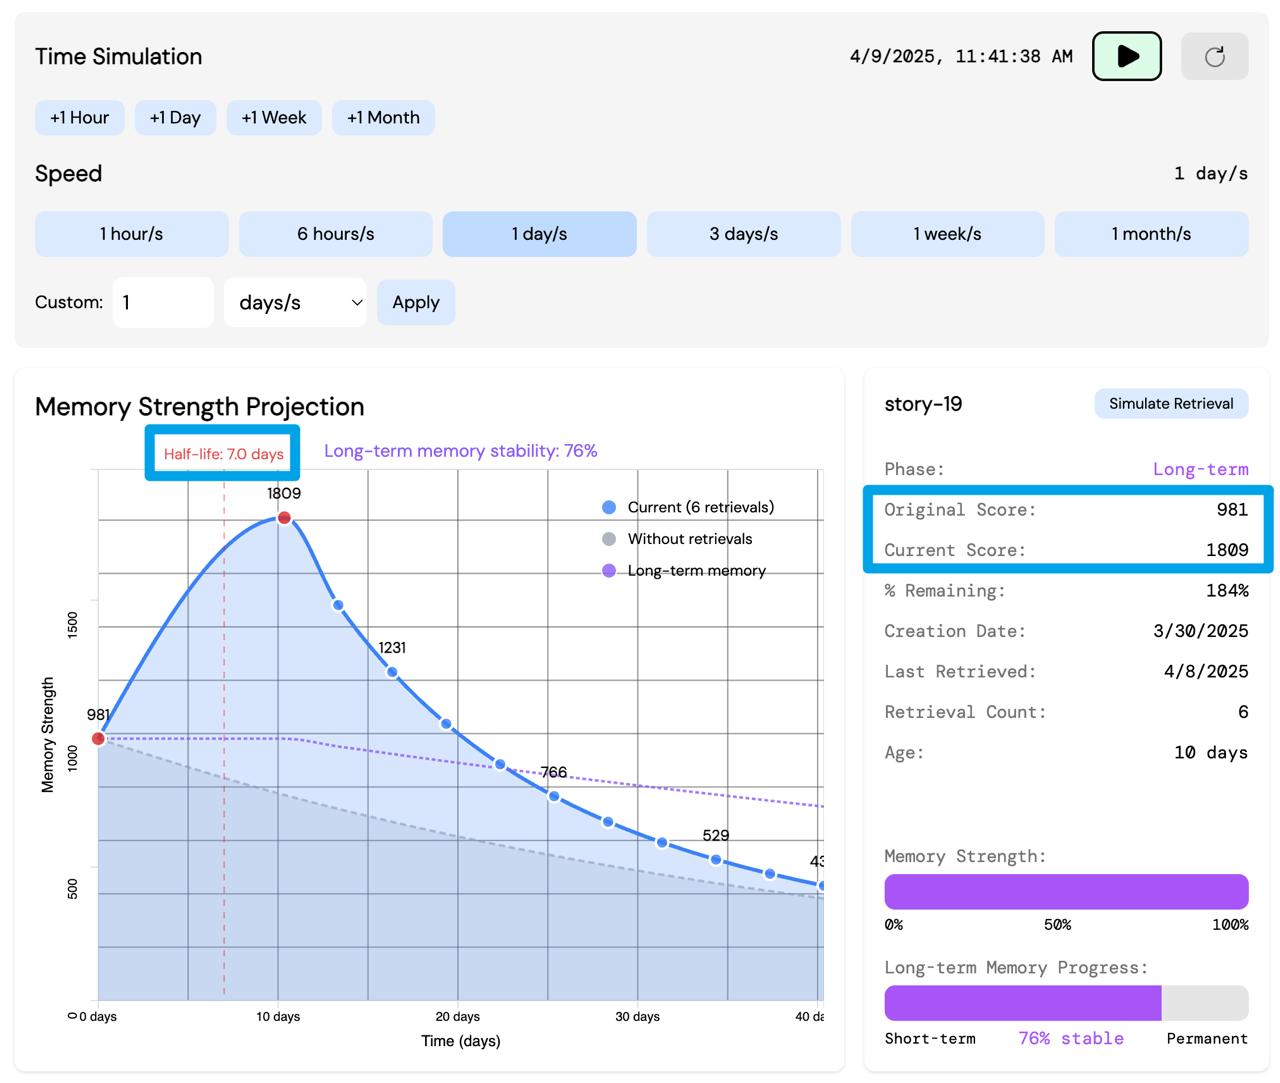 Time Simulation
4/9/2025, 11:41:38 AM
+1 Hour
+1 Day
+1 Week
+1 Month
Speed
1 day/s
1 hour/s
6 hours/s
1 day/s
3 days/s
1 week/s
1 month/s
Custom:
1
days/s
Apply
Memory Strength Projection
Half-life: 7.0 days
Long-term memory stability: 76%
1809
Current (6 retrievals)
Without retrievals
Long-term memory
1500
1231
981
1000
766
529
43
500
Memory Strength
0
0 days
10 days
20 days
30 days
40 da
Time (days)
story-19
Simulate Retrieval
Phase: Long-term
Original Score: 981
Current Score: 1809
% Remaining: 184%
Creation Date: 3/30/2025
Last Retrieved: 4/8/2025
Retrieval Count: 6
Age: 10 days
Memory Strength:
0% 50% 100%
Long-term Memory Progress:
Short-term 76% stable Permanent